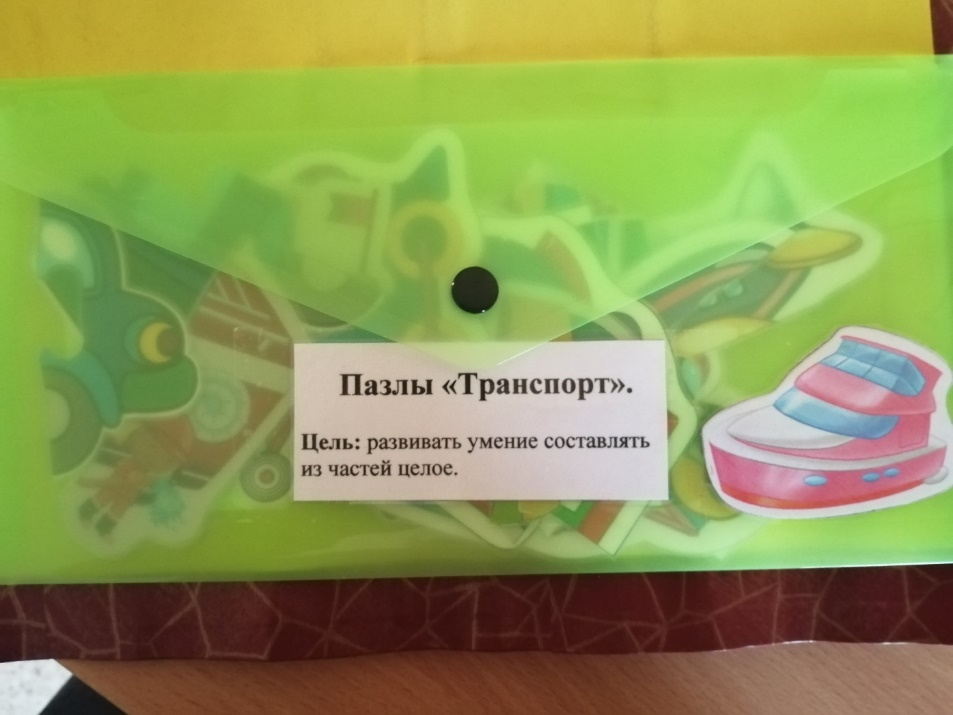 Пазлы «Транспорт».
Цель: развивать умение составлять
из частей целое.